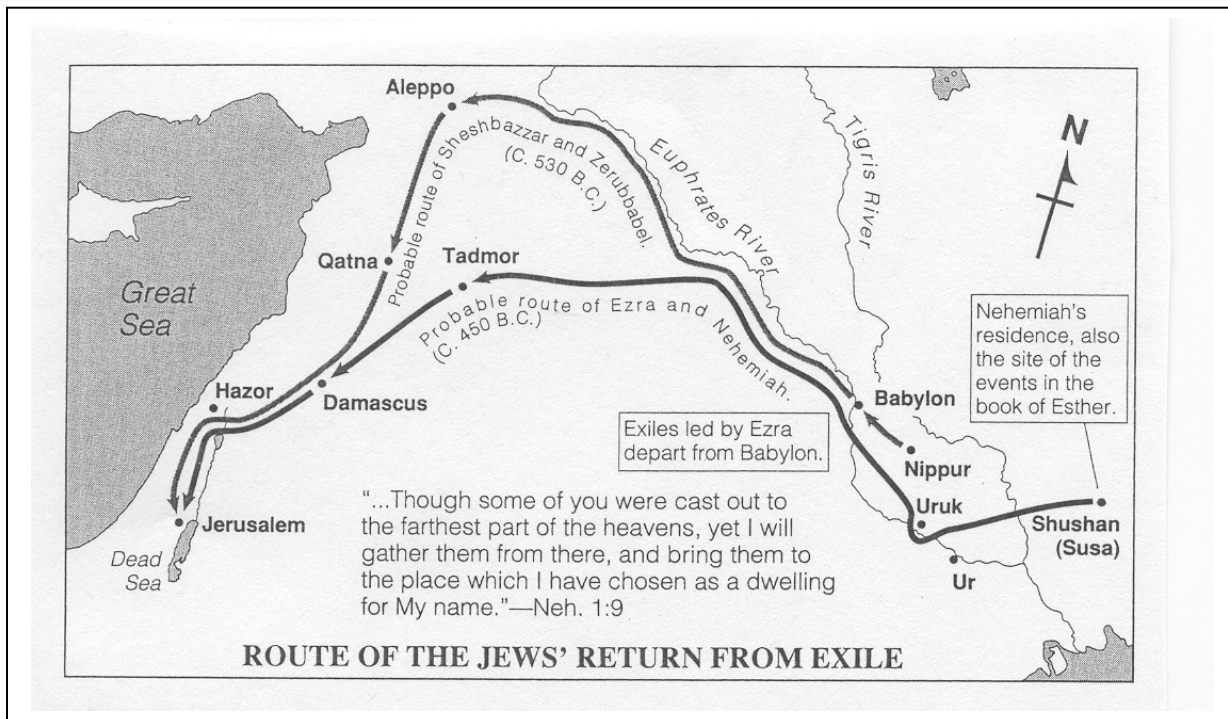 Aleppo
Probable route of Sheshbazzar and Zerubbabel.
(C. 530 B.C.)
Euphrates River
Tigris River
N
Qatna
Tadmor
Probable route of Ezra and Nehemiah.
(C. 450 B.C.)
Great
Sea
Nehemiah's
residence, also
the site of the
events in the
book of Esther.
Hazor
Damascus
Babylon
Exiles led by Ezra
depart from Babylon.
Nippur
Uruk
Shushan
(Susa)
Ur
Jerusalem
Dead
Sea
"...Though some of you were cast out to
the farthest part of the heavens, yet I will
gather them from there, and bring them to
the place which I have chosen as a dwelling
for My name."—Neh. 1:9
ROUTE OF THE JEWS' RETURN FROM EXILE